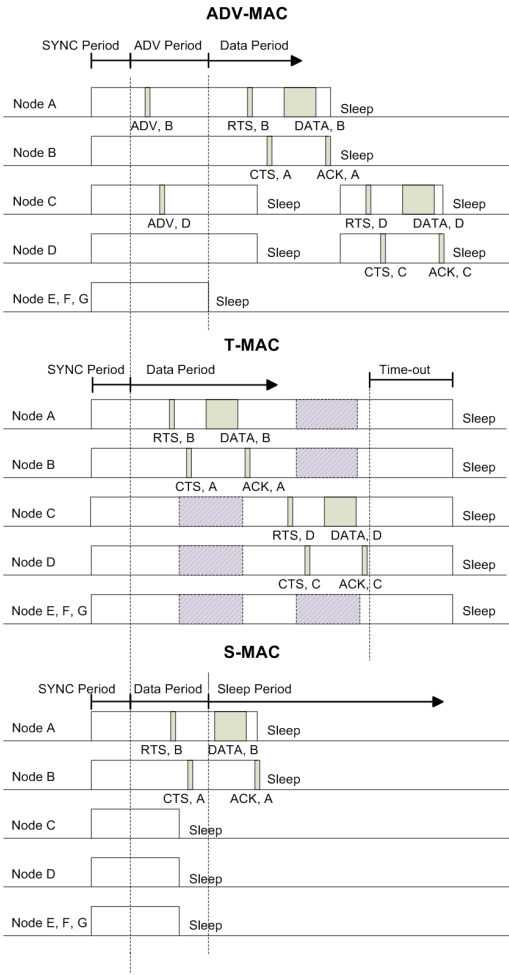 ADV-MAC
SYNC Period ADV Period Data Period
Node A Sleep
ADV, B RTS, B DATA, B
Node B Sleep
CTS, A ACK, A
Node C Sleep Sleep
ADV, D RTS, D DATA, D
Node D Sleep Sleep
CTS, C ACK, C
Node E, F, G Sleep
T-MAC
SYNC Period Data Period Time-out
Node A Sleep
RTS, B DATA, B
Node B Sleep
CTS, A ACK, A
Node C Sleep
RTS, D DATA, D
Node D Sleep
CTS, C ACK, C
Node E, F, G Sleep
S-MAC
SYNC Period Data Period Sleep Period
Node A Sleep
RTS, B DATA, B
Node B Sleep
CTS, A ACK, A
Node C Sleep
Node D Sleep
Node E, F, G Sleep